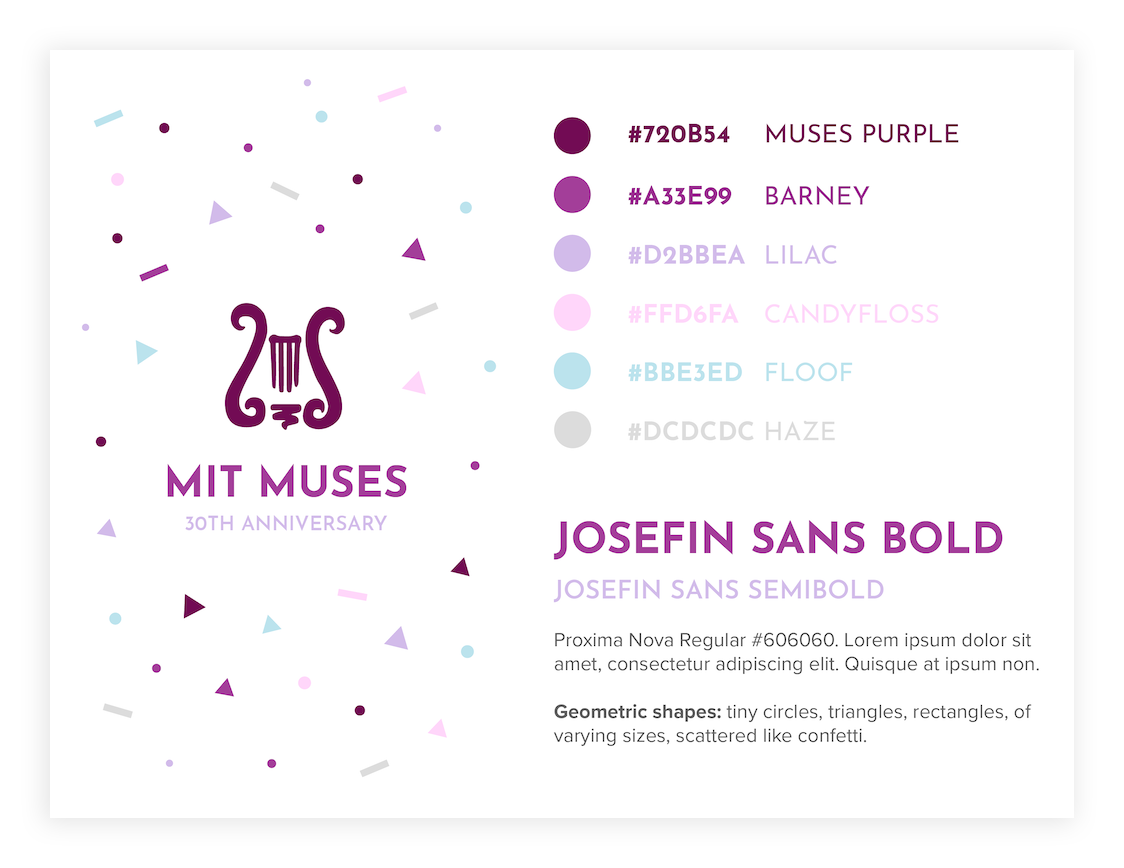 MIT MUSES
30TH ANNIVERSARY
#720B54 MUSES PURPLE
#A33E99 BARNEY
#D2BBEA LILAC
#FFD6FA CANDYFLOSS
#BBE3ED FLOOF
#DCDCDC HAZE
JOSEFIN SANS BOLD
JOSEFIN SANS SEMIBOLD
Proxima Nova Regular #606060. Lorem ipsum dolor sit
amet, consectetur adipiscing elit. Quisque at ipsum non.
Geometric shapes: tiny circles, triangles, rectangles, of
varying sizes, scattered like confetti.